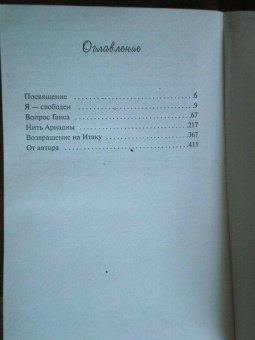 Оглавление
Посвящение ........................ 6
Я — свободен ........................ 9
Вопрос Ганса ........................ 67
Нить Ариадны ........................ 217
Возвращение на Итаку ........................ 367
От автора ........................ 411